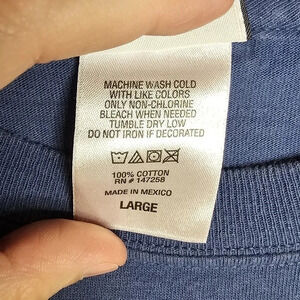 MACHINE WASH COLD
WITH LIKE COLORS
ONLY NON-CHLORINE
BLEACH WHEN NEEDED
TUMBLE DRY LOW
DO NOT IRON IF DECORATED
100% COTTON
RN # 147258
MADE IN MEXICO
LARGE